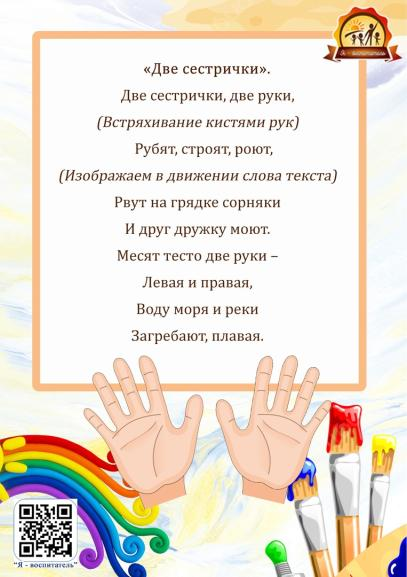 Я - воспитатель
«Две сестрички».
Две сестрички, две руки,
(Встряхивание кистями рук)
Рубят, строят, роют,
(Изображаем в движении слова текста)
Рвут на грядке сорняки
И друг дружку моют.
Месят тесто две руки –
Левая и правая,
Воду моря и реки
Загребают, плавая.
"Я - воспитатель"